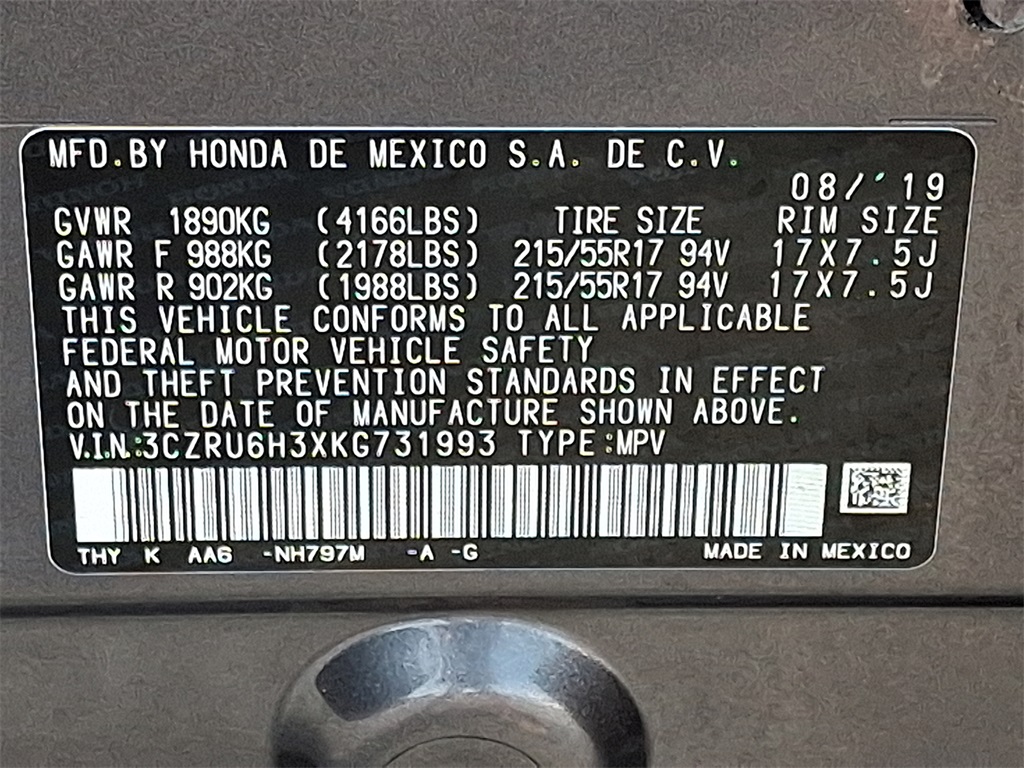 MFD.BY HONDA DE MEXICO S.A. DE C.V.
08/'19
GVWR 1890KG (4166LBS) TIRE SIZE RIM SIZE
GAWR F 988KG (2178LBS) 215/55R17 94V 17X7.5J
GAWR R 902KG (1988LBS) 215/55R17 94V 17X7.5J
THIS VEHICLE CONFORMS TO ALL APPLICABLE
FEDERAL MOTOR VEHICLE SAFETY
AND THEFT PREVENTION STANDARDS IN EFFECT
ON THE DATE OF MANUFACTURE SHOWN ABOVE.
V.I.N.:3CZRU6H3XKG731993 TYPE:MPV
THY K AA6 -NH797M -A -G MADE IN MEXICO